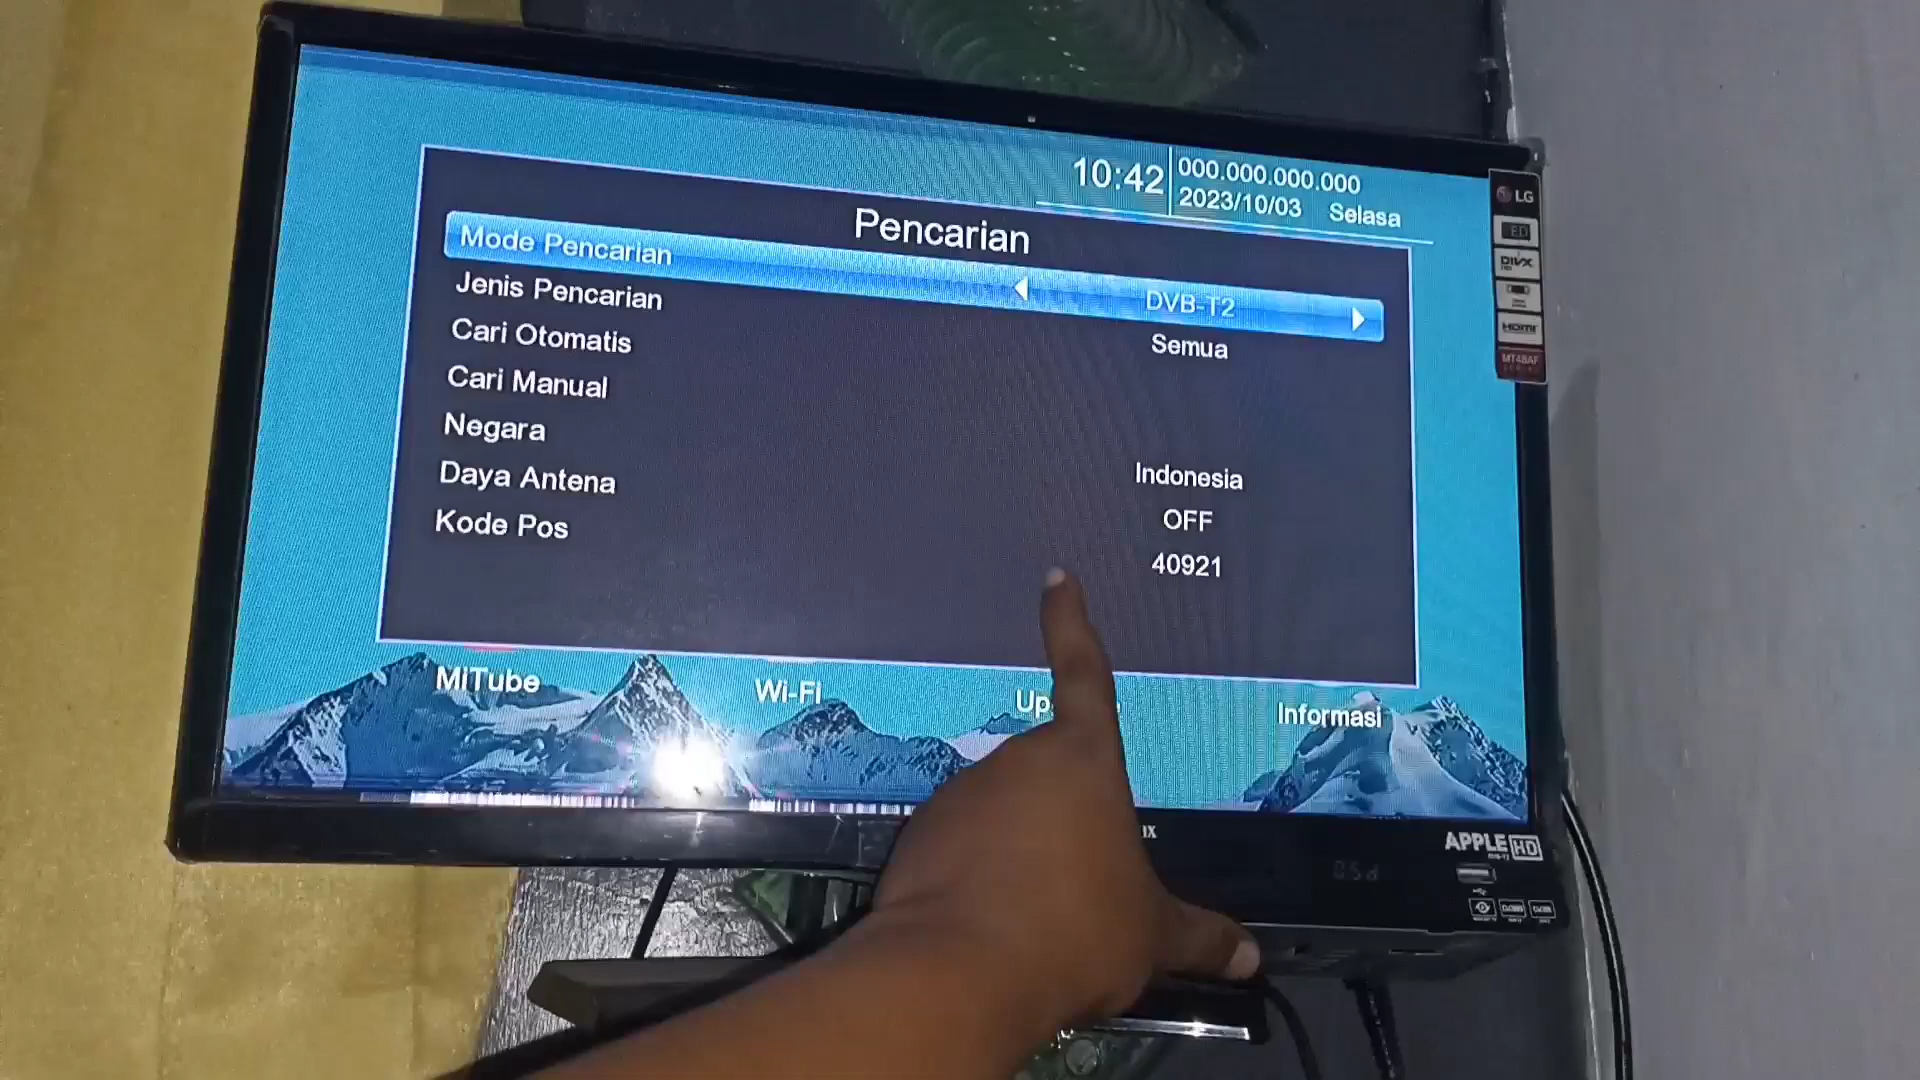 10:42
000.000.000.000
2023/10/03 Selasa
Pencarian
Mode Pencarian DVB-T2
Jenis Pencarian Semua
Cari Otomatis
Cari Manual
Negara Indonesia
Daya Antena OFF
Kode Pos 40921
MiTube Wi-Fi Informasi
LG
DIVX
HDMI
MT48AF
APPLE HD